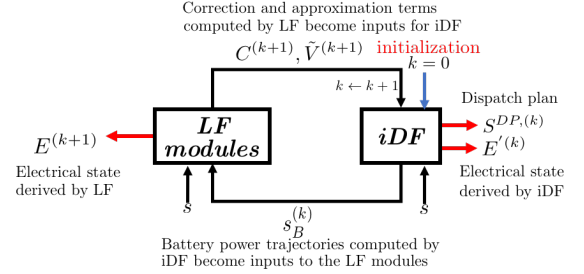 Correction and approximation terms
computed by LF become inputs for iDF
C^{(k+1)}, \tilde{V}^{(k+1)}
initialization
k = 0
k ← k + 1
Dispatch plan
LF
modules
iDF
S^{DP,(k)}
E^{(k+1)}
E^{'(k)}
Electrical state
derived by LF
Electrical state
derived by iDF
s
s
s_B^{(k)}
Battery power trajectories computed by
iDF become inputs to the LF modules